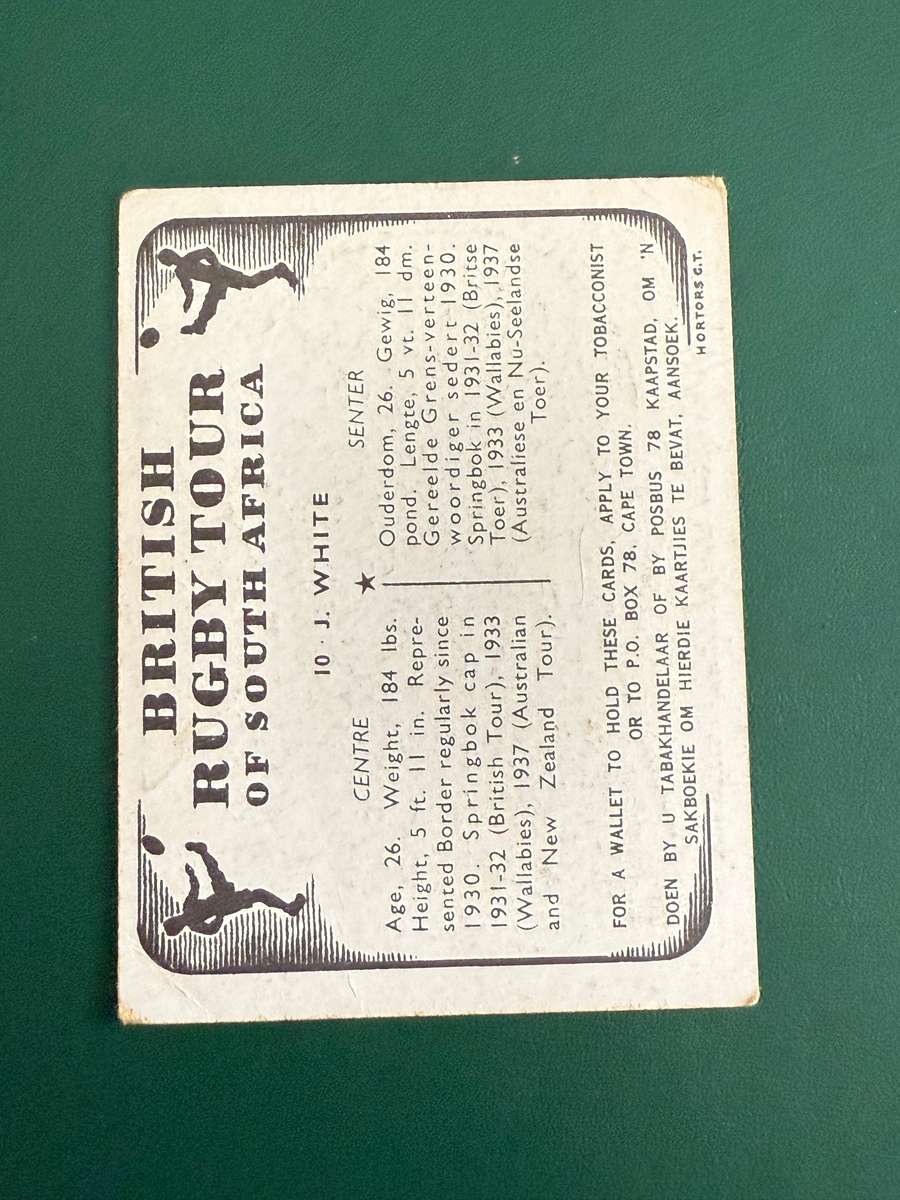 BRITISH
RUGBY TOUR
OF SOUTH AFRICA
10 · J. WHITE
★
CENTRE
Age, 26. Weight, 184 lbs.
Height, 5 ft. 11 in. Repre-
sented Border regularly since
1930. Springbok cap in
1931-32 (British Tour), 1933
(Wallabies), 1937 (Australian
and New Zealand Tour).
SENTER
Ouderdom, 26. Gewig, 184
pond. Lengte, 5 vt. 11 dm.
Gereelde Grens-verteen-
woordiger sedert 1930.
Springbok in 1931-32 (Britse
Toer), 1933 (Wallabies), 1937
(Australiese en Nu-Seelandse
Toer).
FOR A WALLET TO HOLD THESE CARDS, APPLY TO YOUR TOBACCONIST
OR TO P.O. BOX 78, CAPE TOWN.
DOEN BY U TABAKHANDELAAR OF BY POSBUS 78 KAAPSTAD, OM 'N
SAKBOEKIE OM HIERDIE KAARTJIES TE BEVAT, AANSOEK.
HORTORS C.T.